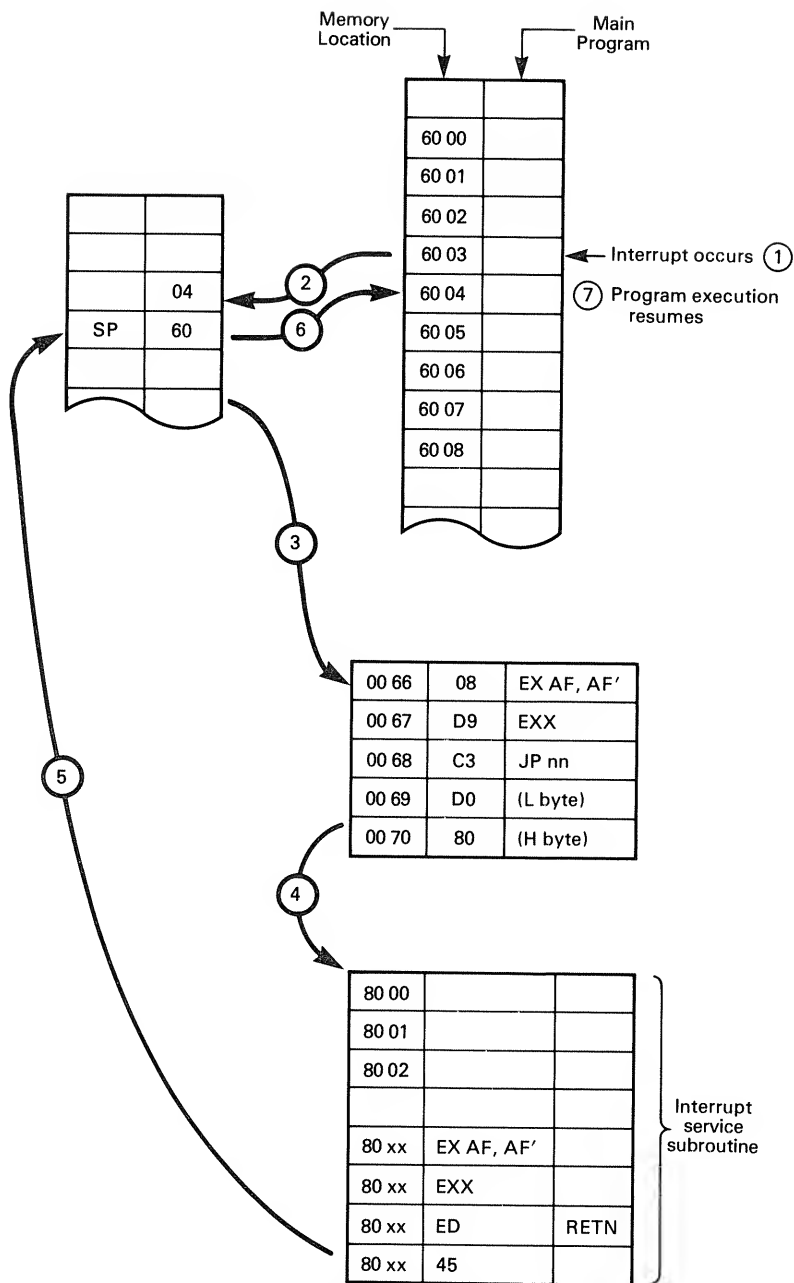 Memory
Location
Main
Program
60 00
60 01
60 02
60 03
Interrupt occurs 1
2
04
60 04
7 Program execution
resumes
SP 60
6
60 05
60 06
60 07
60 08
3
00 66 08 EX AF, AF′
00 67 D9 EXX
00 68 C3 JP nn
00 69 D0 (L byte)
00 70 80 (H byte)
5
4
80 00
80 01
80 02
Interrupt
service
subroutine
80 xx EX AF, AF′
80 xx EXX
80 xx ED RETN
80 xx 45